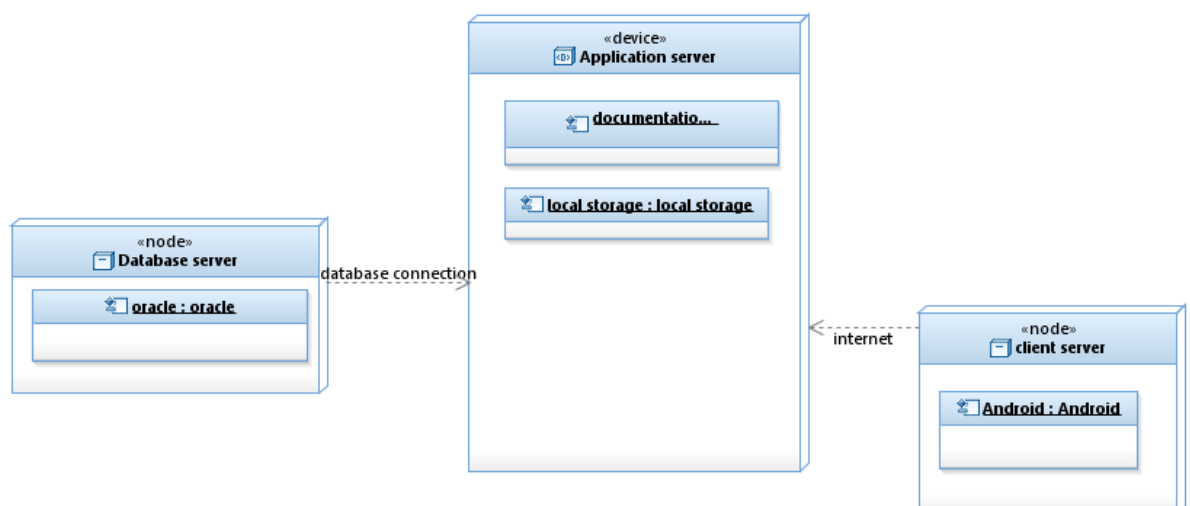 «device»
Application server
documentatio...
local storage : local storage
«node»
Database server
oracle : oracle
database connection
internet
«node»
client server
Android : Android